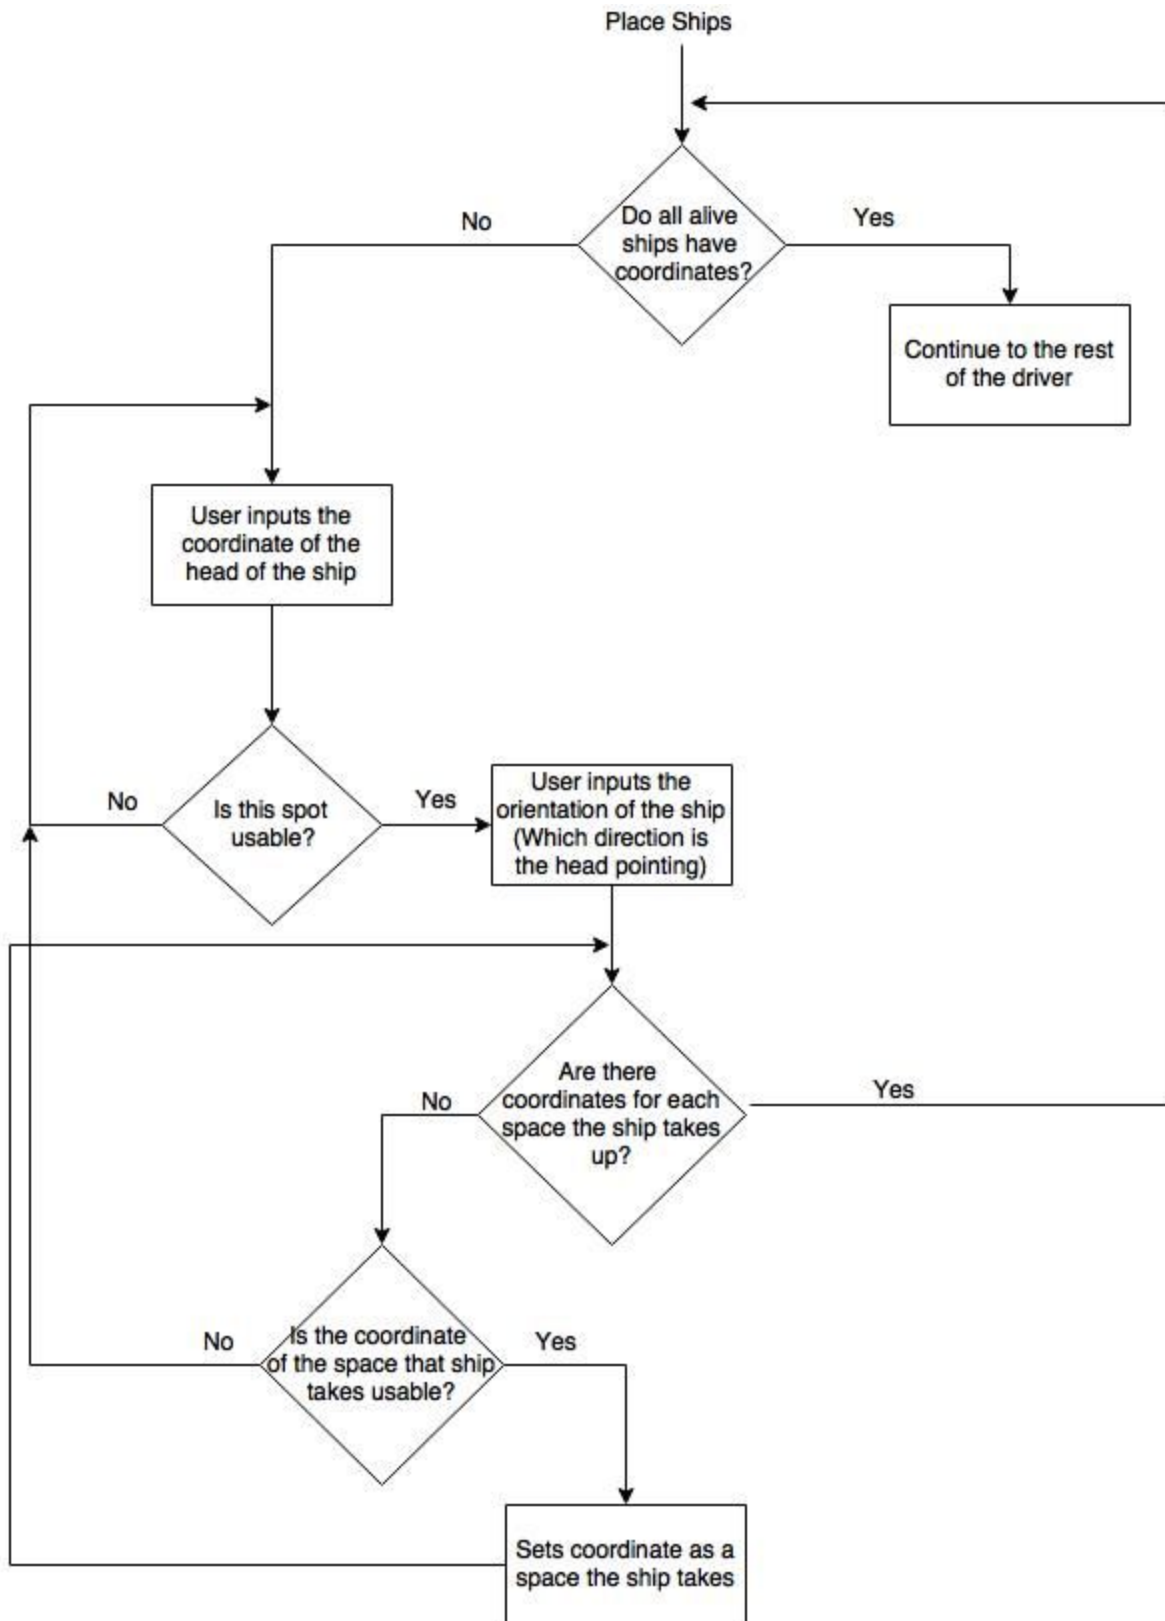 Place Ships
Do all alive
ships have
coordinates?
No
Yes
Continue to the rest
of the driver
User inputs the
coordinate of the
head of the ship
Is this spot
usable?
No
Yes
User inputs the
orientation of the ship
(Which direction is
the head pointing)
Are there
coordinates for each
space the ship takes
up?
No
Yes
Is the coordinate
of the space that ship
takes usable?
No
Yes
Sets coordinate as a
space the ship takes